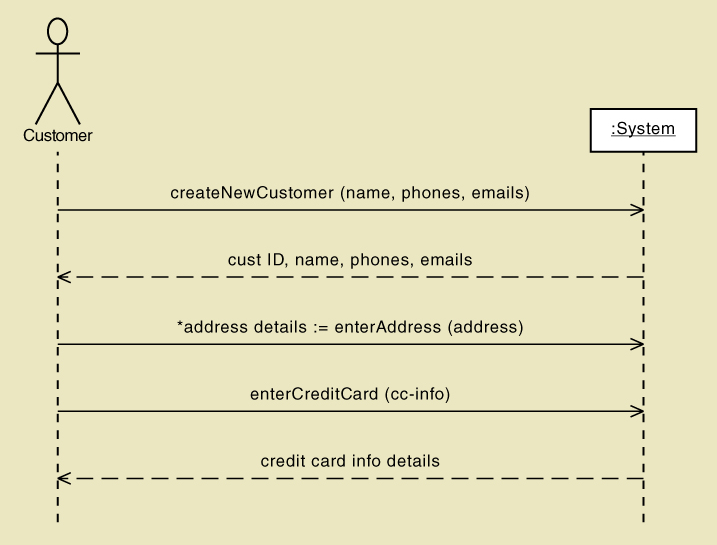 Customer
:System
createNewCustomer (name, phones, emails)
cust ID, name, phones, emails
*address details := enterAddress (address)
enterCreditCard (cc-info)
credit card info details